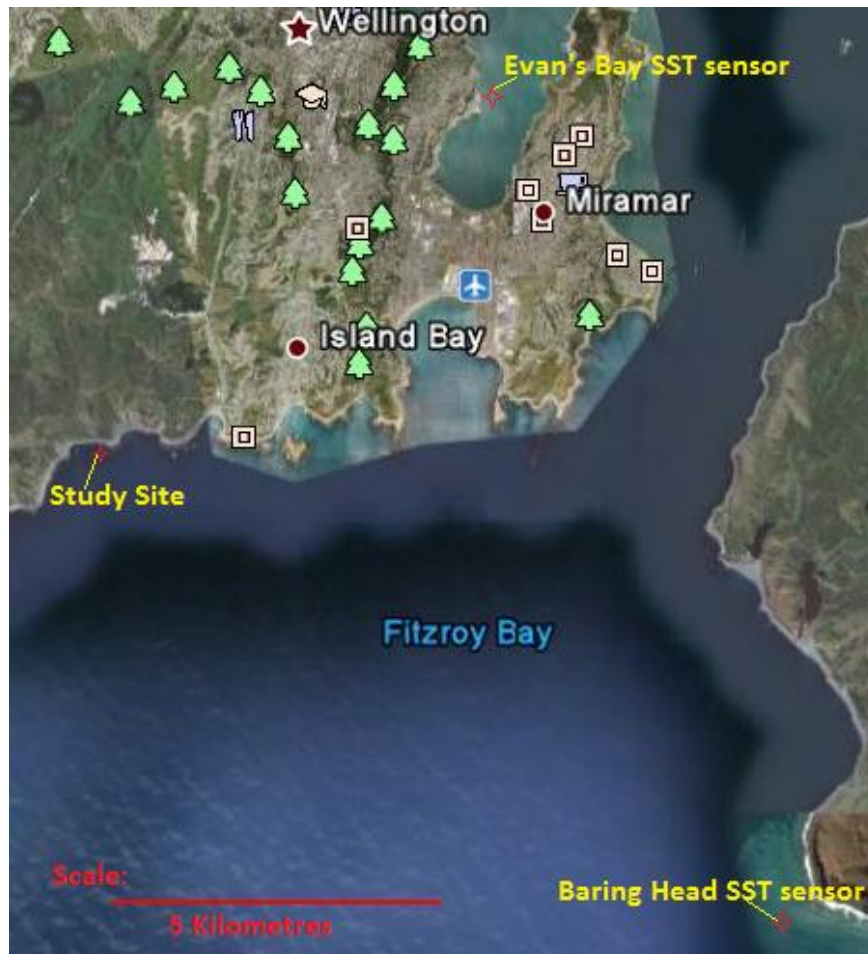 Wellington
Evan's Bay SST sensor
Miramar
Island Bay
Study Site
Fitzroy Bay
Scale:
5 Kilometres
Baring Head SST sensor